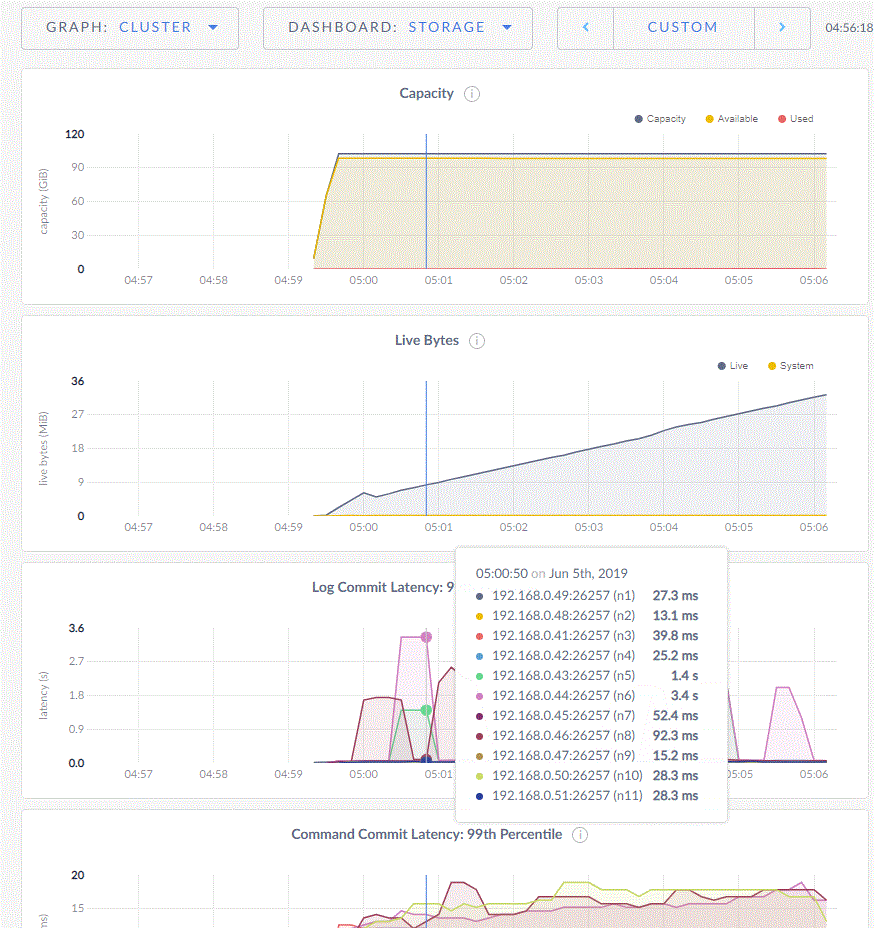 GRAPH: CLUSTER DASHBOARD: STORAGE < CUSTOM > 04:56:18
Capacity i
Capacity Available Used
120
90
60
30
0
capacity (GiB)
04:57 04:58 04:59 05:00 05:01 05:02 05:03 05:04 05:05 05:06
Live Bytes i
Live System
36
27
18
9
0
live bytes (MiB)
04:57 04:58 04:59 05:00 05:01 05:02 05:03 05:04 05:05 05:06
Log Commit Latency: 9
3.6
2.7
1.8
0.9
0.0
latency (s)
04:57 04:58 04:59 05:00 05:01 05:05 05:06
05:00:50 on Jun 5th, 2019
192.168.0.49:26257 (n1) 27.3 ms
192.168.0.48:26257 (n2) 13.1 ms
192.168.0.41:26257 (n3) 39.8 ms
192.168.0.42:26257 (n4) 25.2 ms
192.168.0.43:26257 (n5) 1.4 s
192.168.0.44:26257 (n6) 3.4 s
192.168.0.45:26257 (n7) 52.4 ms
192.168.0.46:26257 (n8) 92.3 ms
192.168.0.47:26257 (n9) 15.2 ms
192.168.0.50:26257 (n10) 28.3 ms
192.168.0.51:26257 (n11) 28.3 ms
Command Commit Latency: 99th Percentile i
20
15
ms)